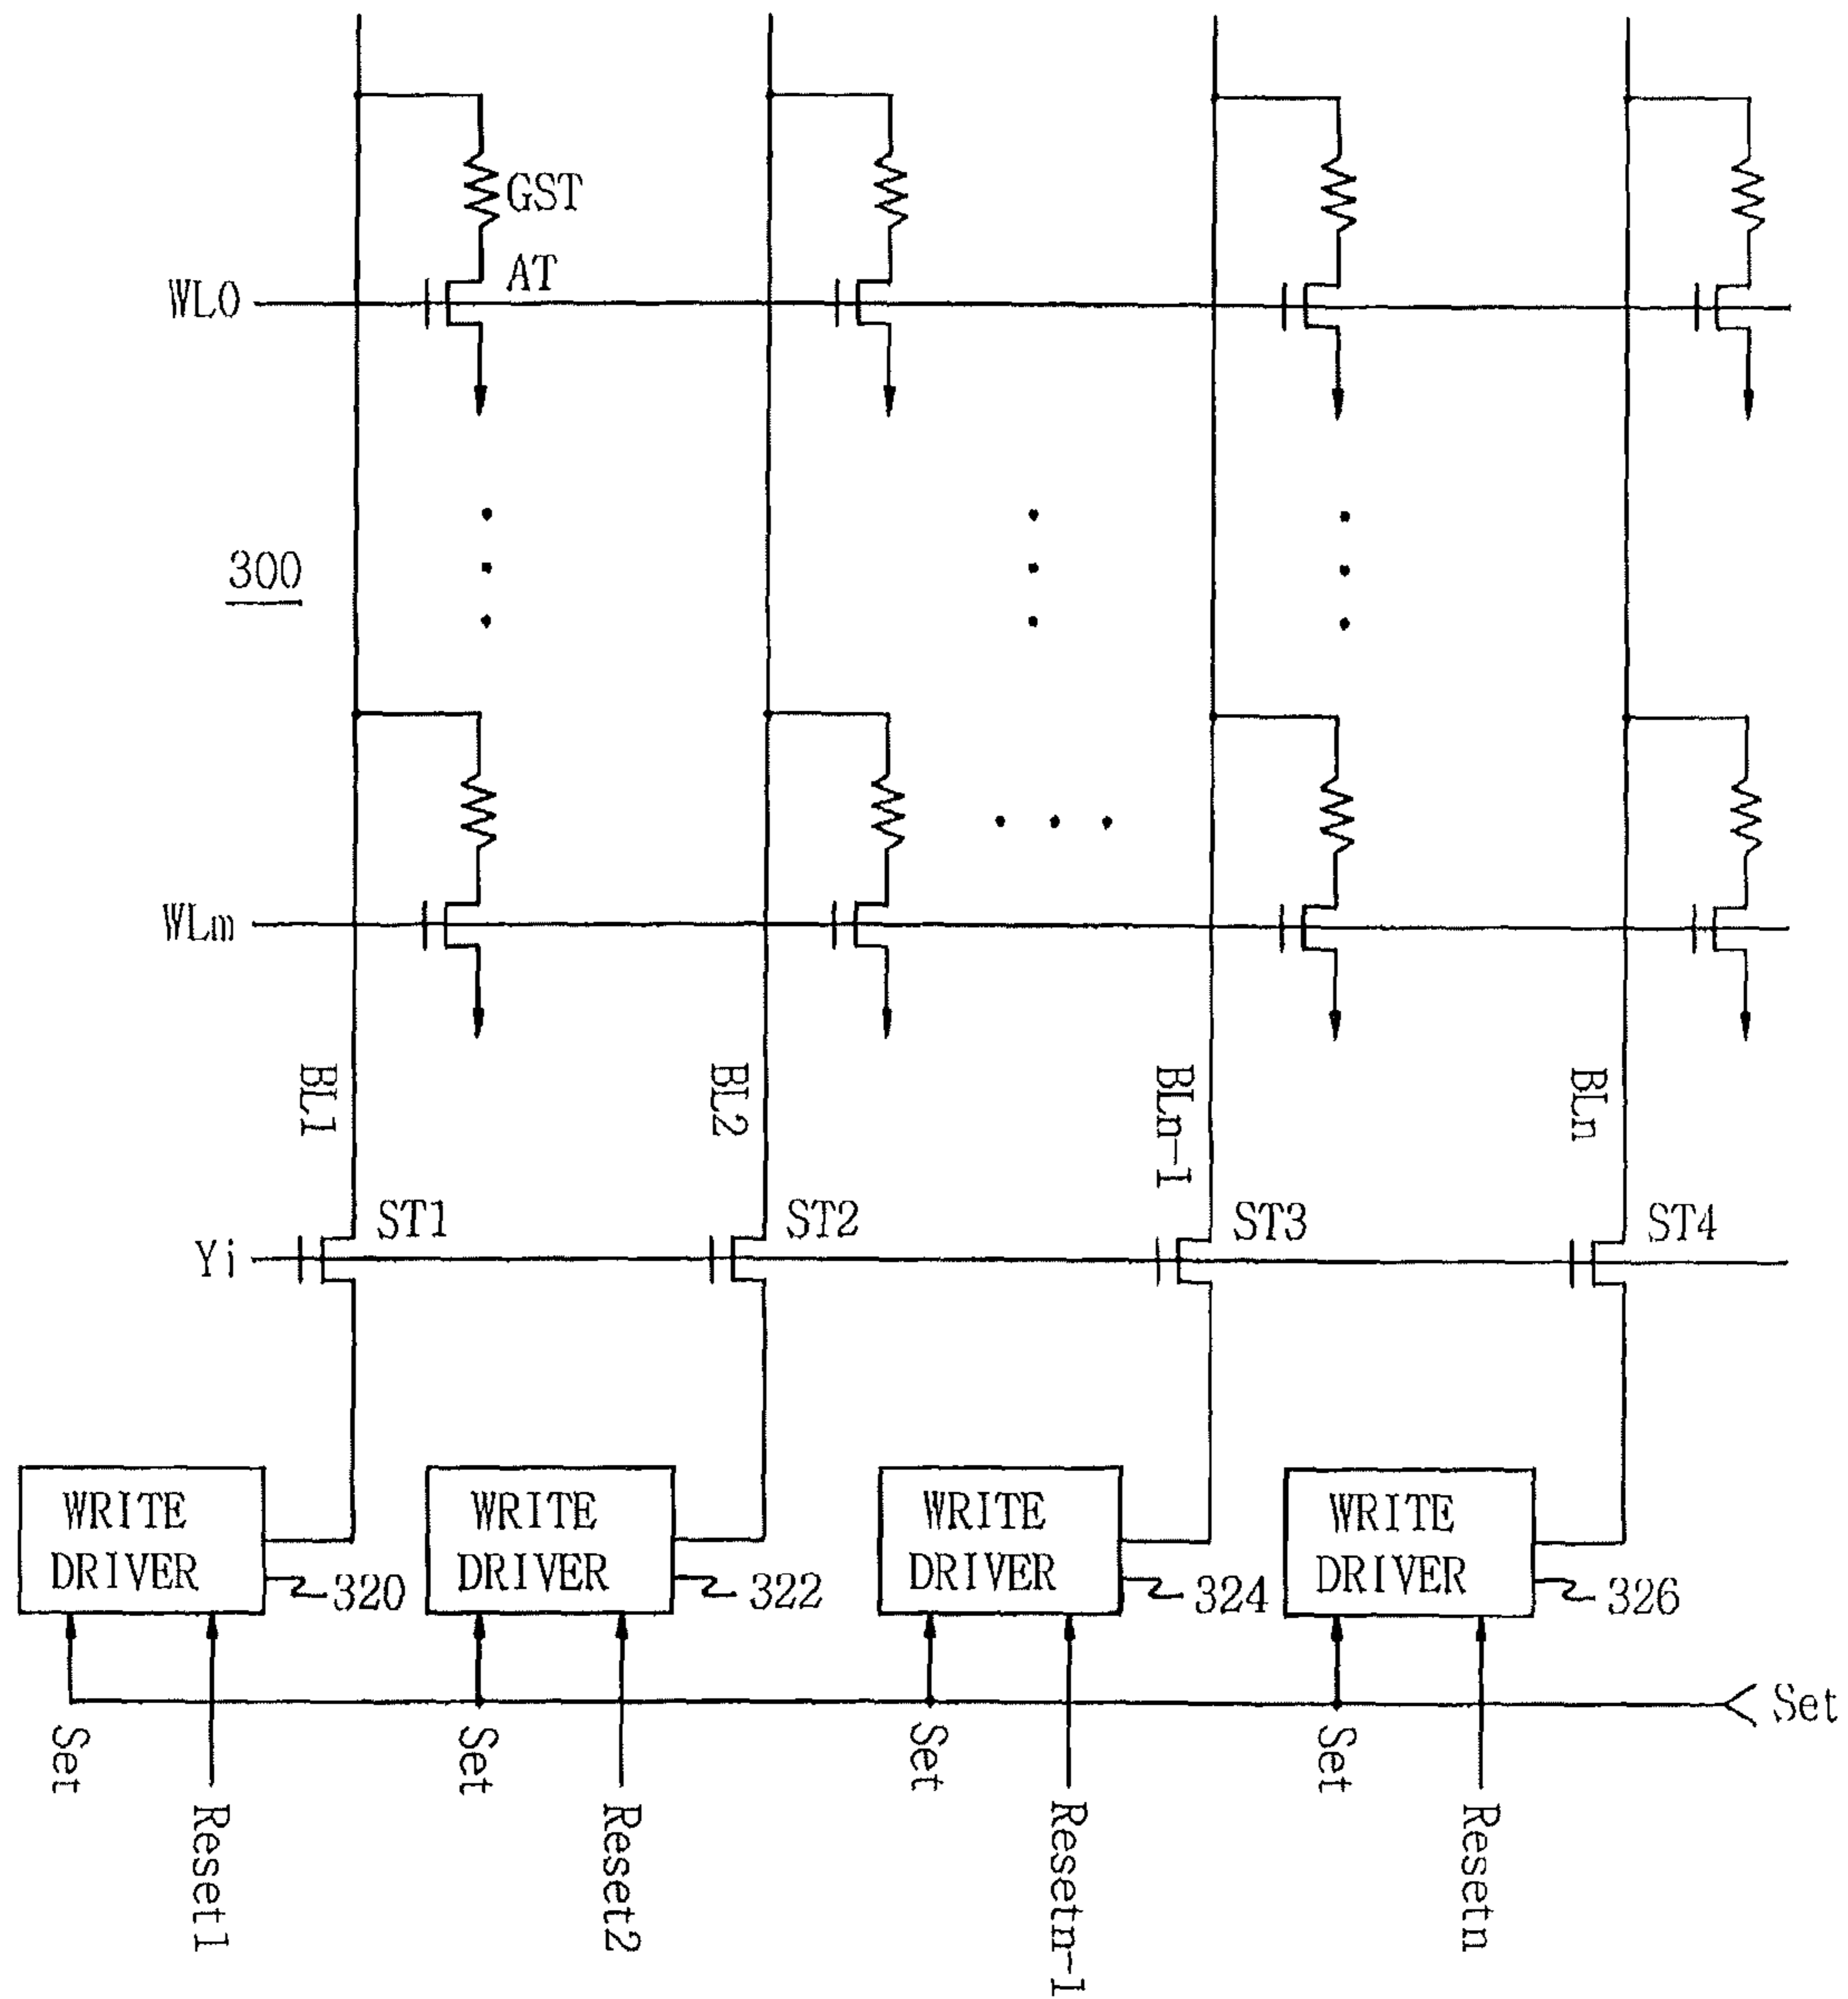 GST
AT
WL0
300
WLm
BL1
BL2
BLn-1
BLn
ST1
ST2
ST3
ST4
Yi
WRITE
DRIVER
320
WRITE
DRIVER
322
WRITE
DRIVER
324
WRITE
DRIVER
326
Set
Set
Set
Set
Set
Reset1
Reset2
Resetn-1
Resetn